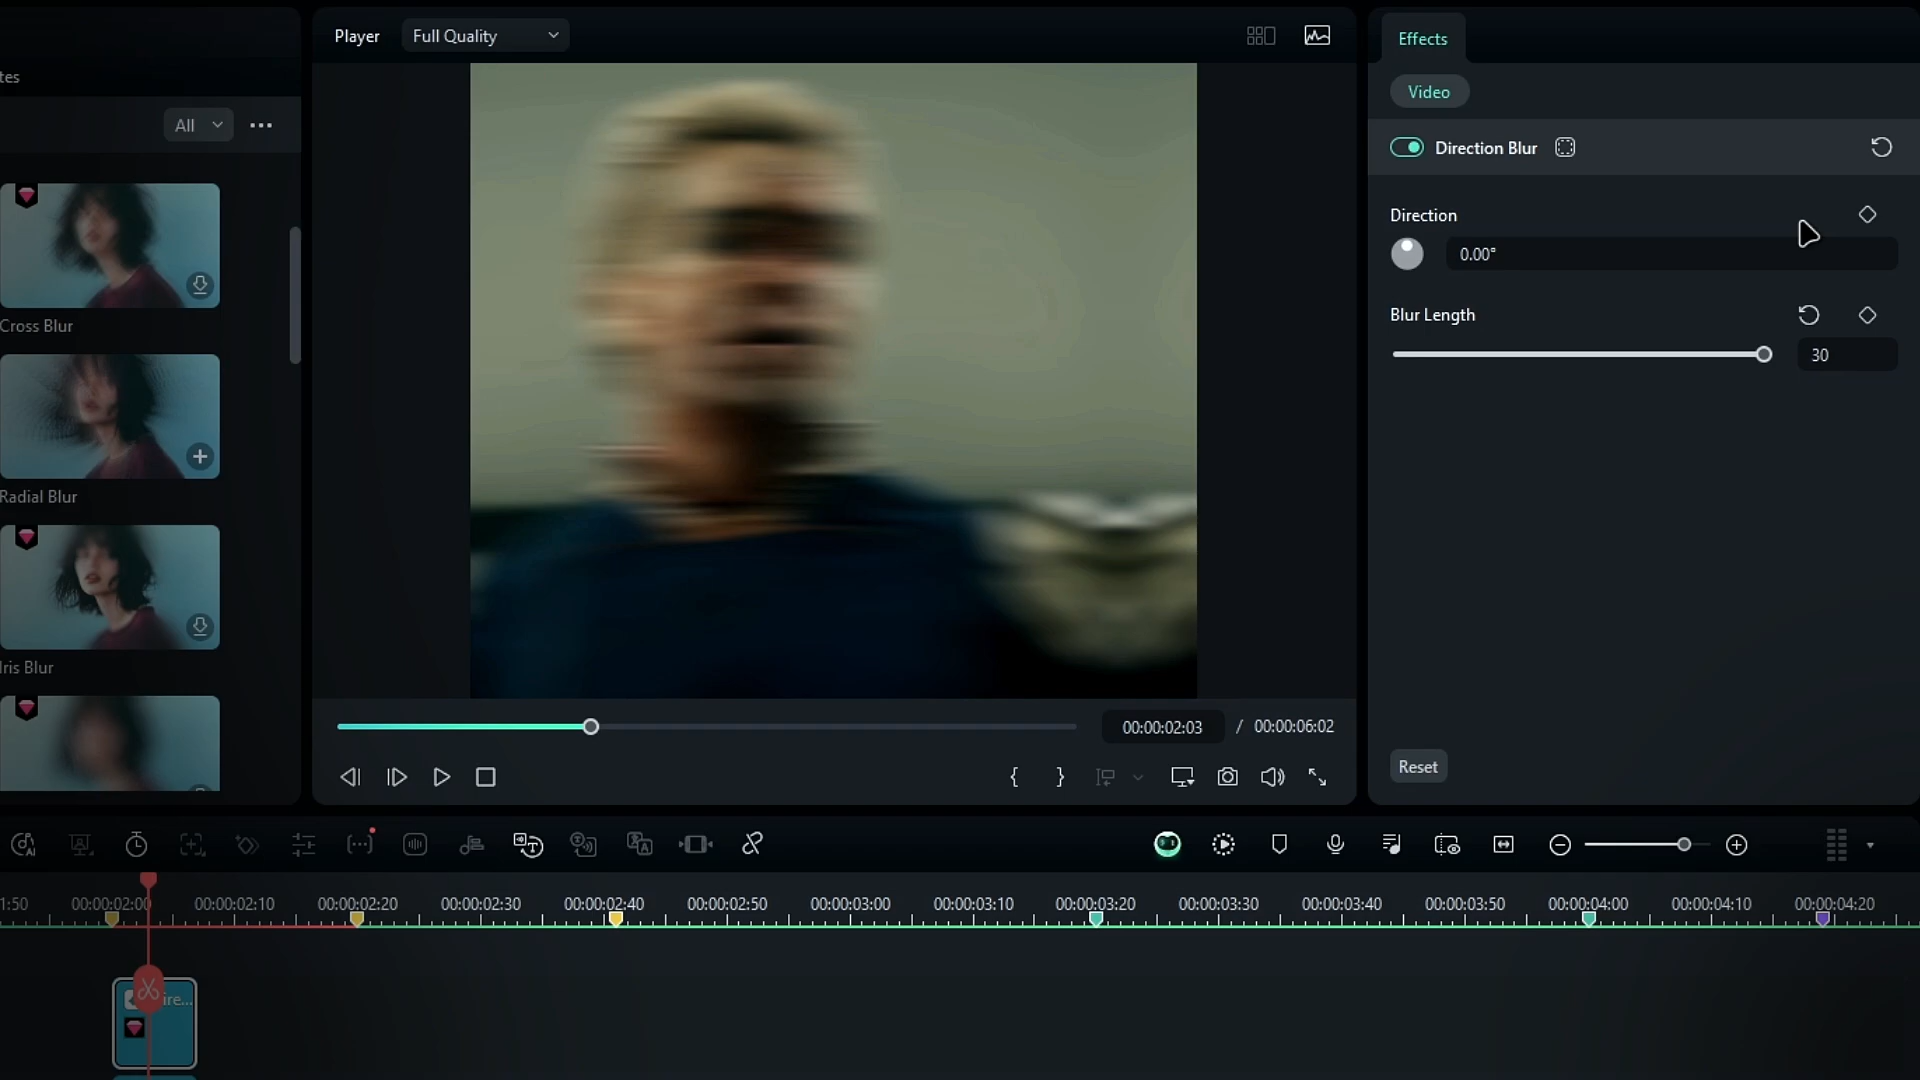 Player
Full Quality
Effects
tes
Video
All
Direction Blur
Direction
0.00°
Cross Blur
Blur Length
30
Radial Blur
Iris Blur
00:00:02:03 / 00:00:06:02
Reset
1:50
00:00:02:00
00:00:02:10
00:00:02:20
00:00:02:30
00:00:02:40
00:00:02:50
00:00:03:00
00:00:03:10
00:00:03:20
00:00:03:30
00:00:03:40
00:00:03:50
00:00:04:00
00:00:04:10
00:00:04:20
ire...